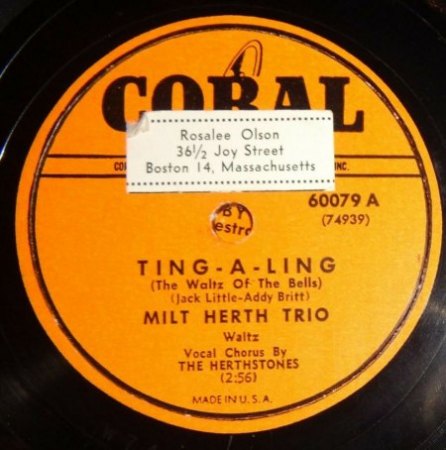 CORAL
Rosalee Olson
36½ Joy Street
Boston 14, Massachusetts
INC.
60079 A
(74939)
BY
TING-A-LING
(The Waltz Of The Bells)
(Jack Little-Addy Britt)
MILT HERTH TRIO
Waltz
Vocal Chorus By
THE HERTHSTONES
(2:56)
MADE IN U.S.A.